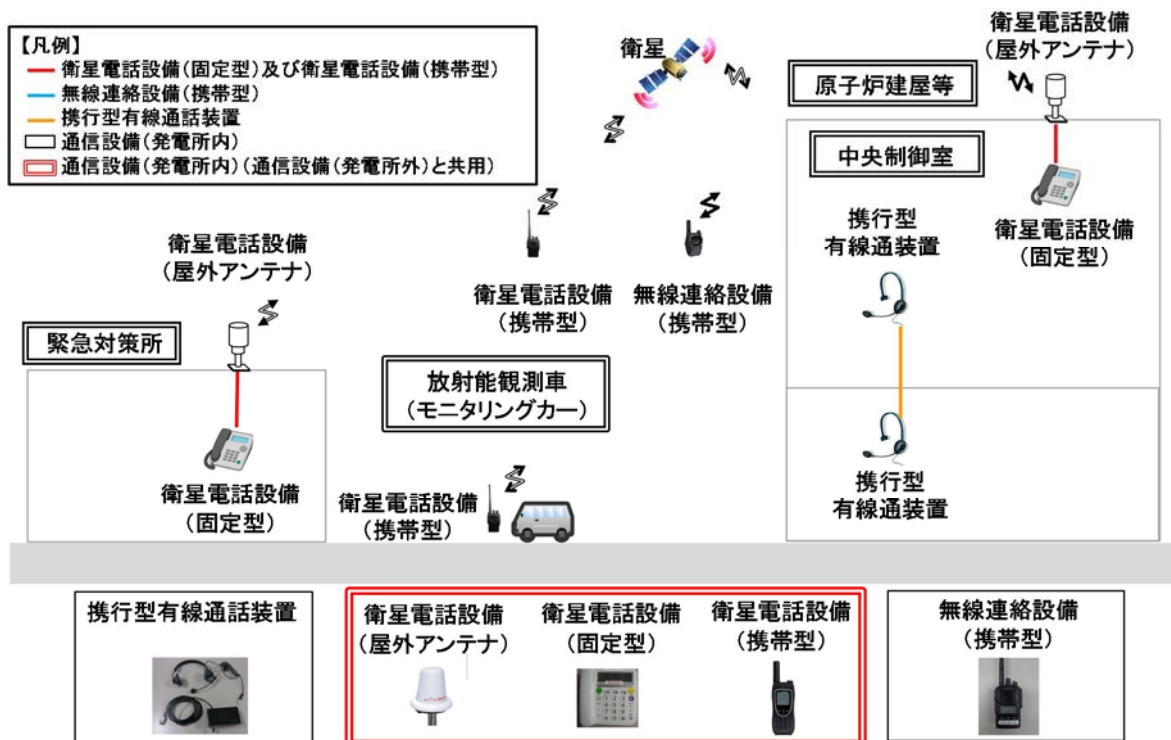 【凡例】
衛星電話設備(固定型)及び衛星電話設備(携帯型)
無線連絡設備(携帯型)
携行型有線通話装置
通信設備(発電所内)
通信設備(発電所内)(通信設備(発電所外)と共用)
衛星
衛星電話設備
(屋外アンテナ)
原子炉建屋等
中央制御室
携行型
有線通装置
衛星電話設備
(固定型)
衛星電話設備
(屋外アンテナ)
衛星電話設備
(携帯型)
無線連絡設備
(携帯型)
緊急対策所
放射能観測車
(モニタリングカー)
衛星電話設備
(固定型)
衛星電話設備
(携帯型)
携行型
有線通装置
携行型有線通話装置
衛星電話設備
(屋外アンテナ)
衛星電話設備
(固定型)
衛星電話設備
(携帯型)
無線連絡設備
(携帯型)